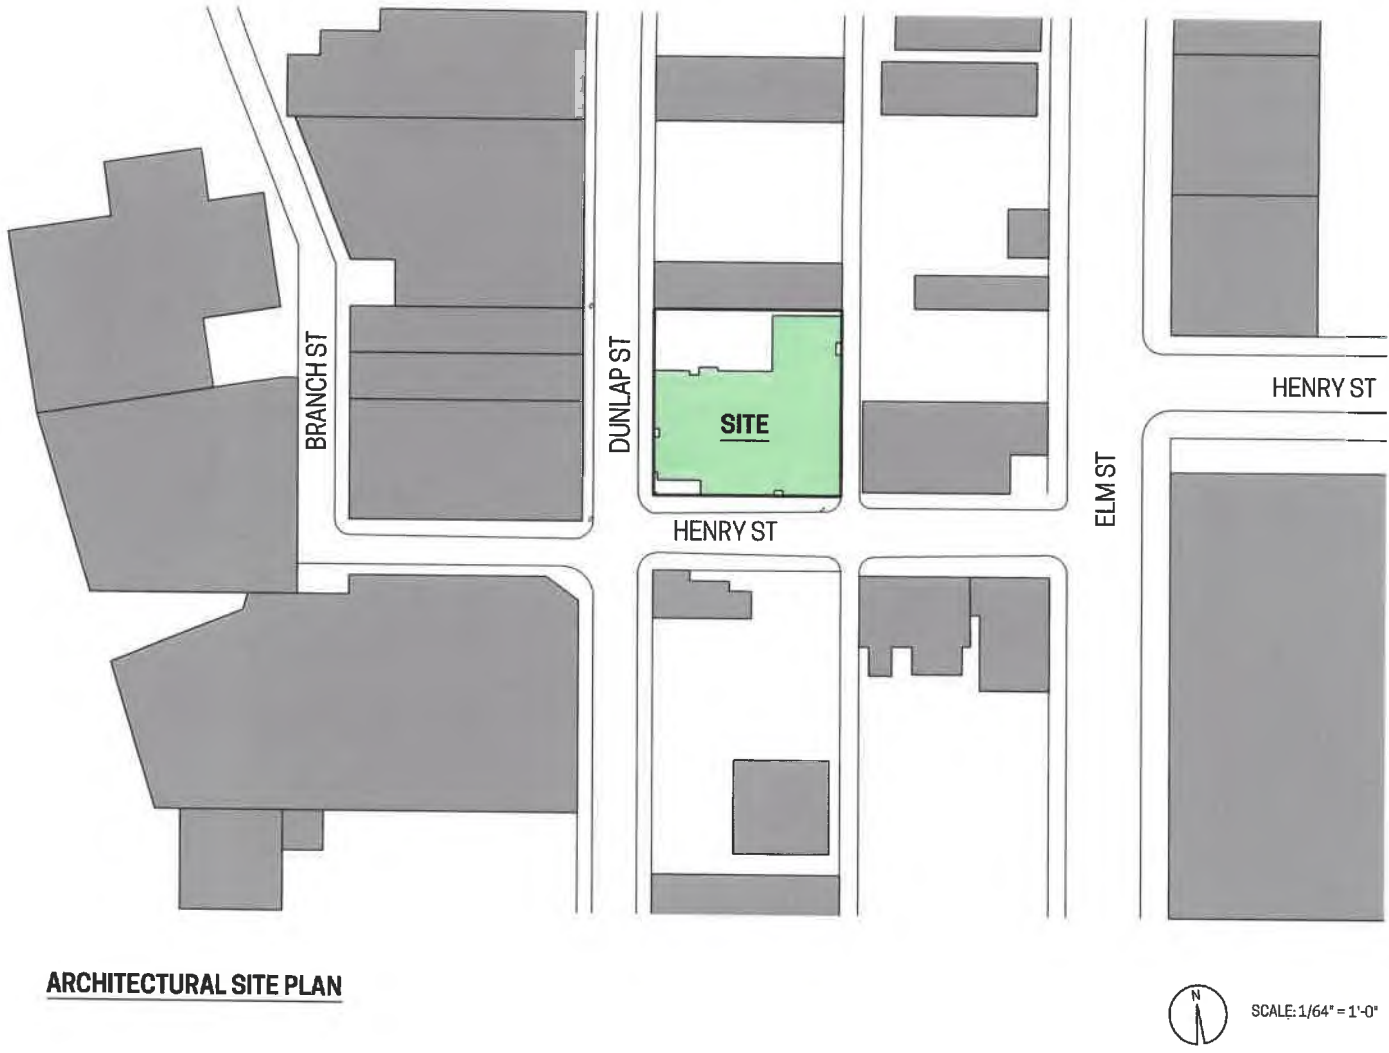 BRANCH ST
DUNLAP ST
SITE
HENRY ST
ELM ST
HENRY ST
ARCHITECTURAL SITE PLAN
N
SCALE: 1/64" = 1'-0"